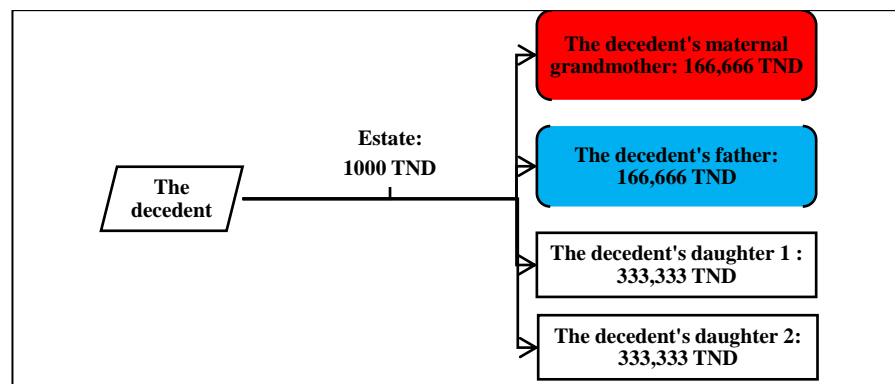 The decedent's maternal
grandmother: 166,666 TND
Estate:
1000 TND
The decedent's father:
166,666 TND
The
decedent
The decedent's daughter 1 :
333,333 TND
The decedent's daughter 2:
333,333 TND